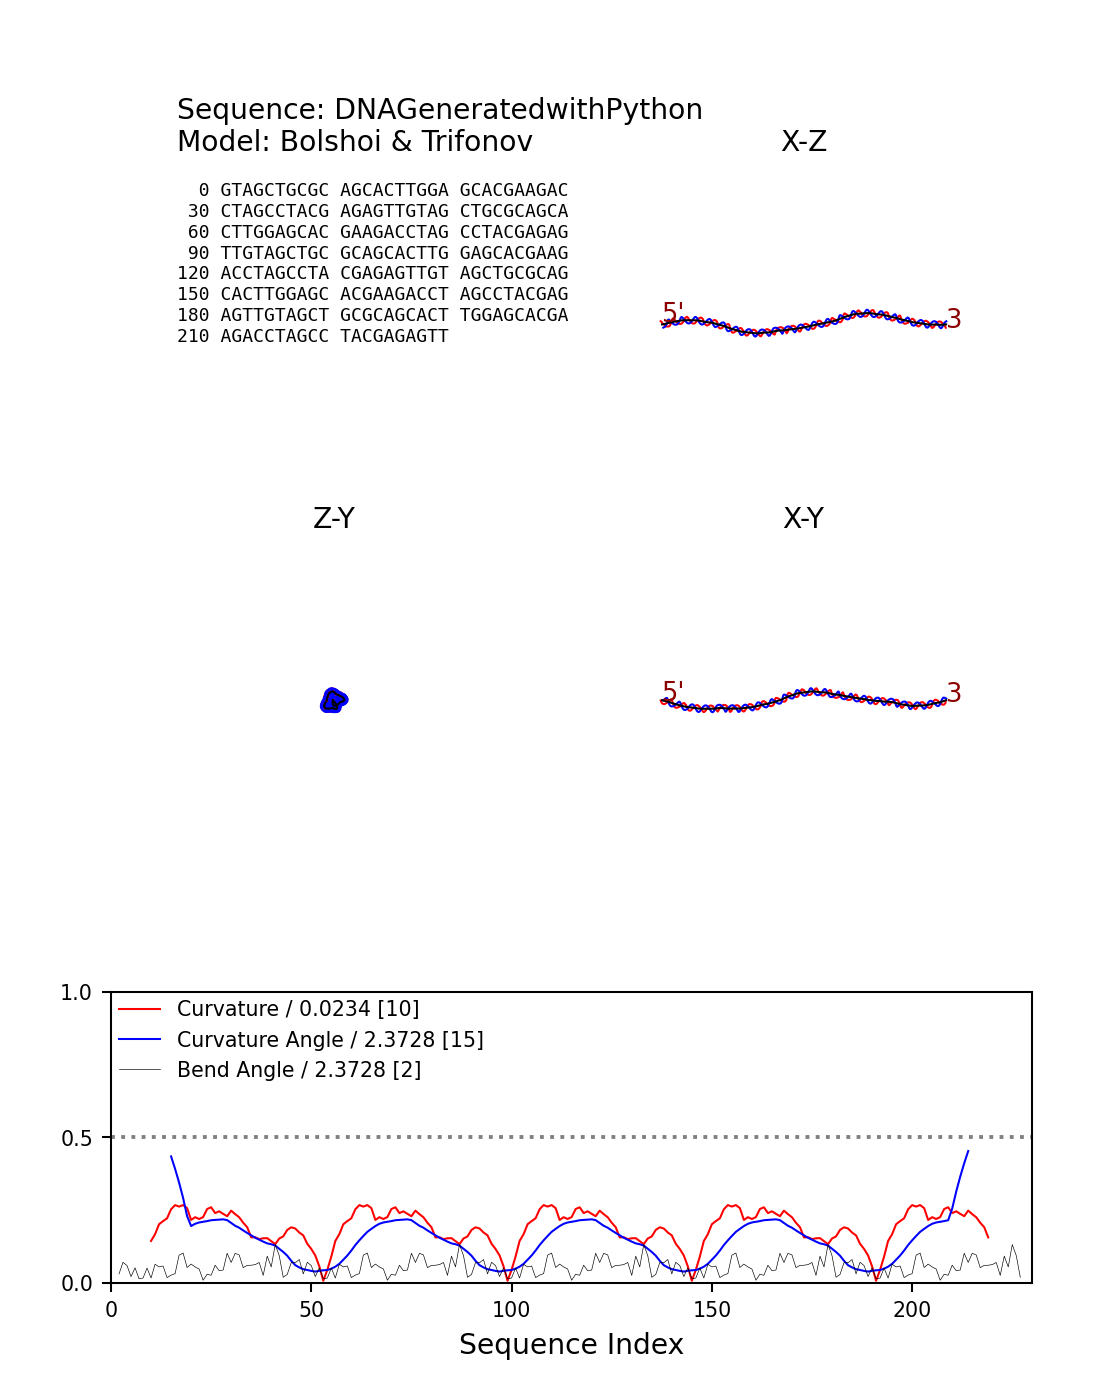 Sequence: DNAGeneratedwithPython
Model: Bolshoi & Trifonov
X-Z
0 GTAGCTGCGC AGCACTTGGA GCACGAAGAC
30 CTAGCCTACG AGAGTTGTAG CTGCGCAGCA
60 CTTGGAGCAC GAAGACCTAG CCTACGAGAG
90 TTGTAGCTGC GCAGCACTTG GAGCACGAAG
120 ACCTAGCCTA CGAGAGTTGT AGCTGCGCAG
150 CACTTGGAGC ACGAAGACCT AGCCTACGAG
180 AGTTGTAGCT GCGCAGCACT TGGAGCACGA
210 AGACCTAGCC TACGAGAGTT
5'
3
Z-Y
X-Y
5'
3
1.0
Curvature / 0.0234 [10]
Curvature Angle / 2.3728 [15]
Bend Angle / 2.3728 [2]
0.5
0.0
0 50 100 150 200
Sequence Index